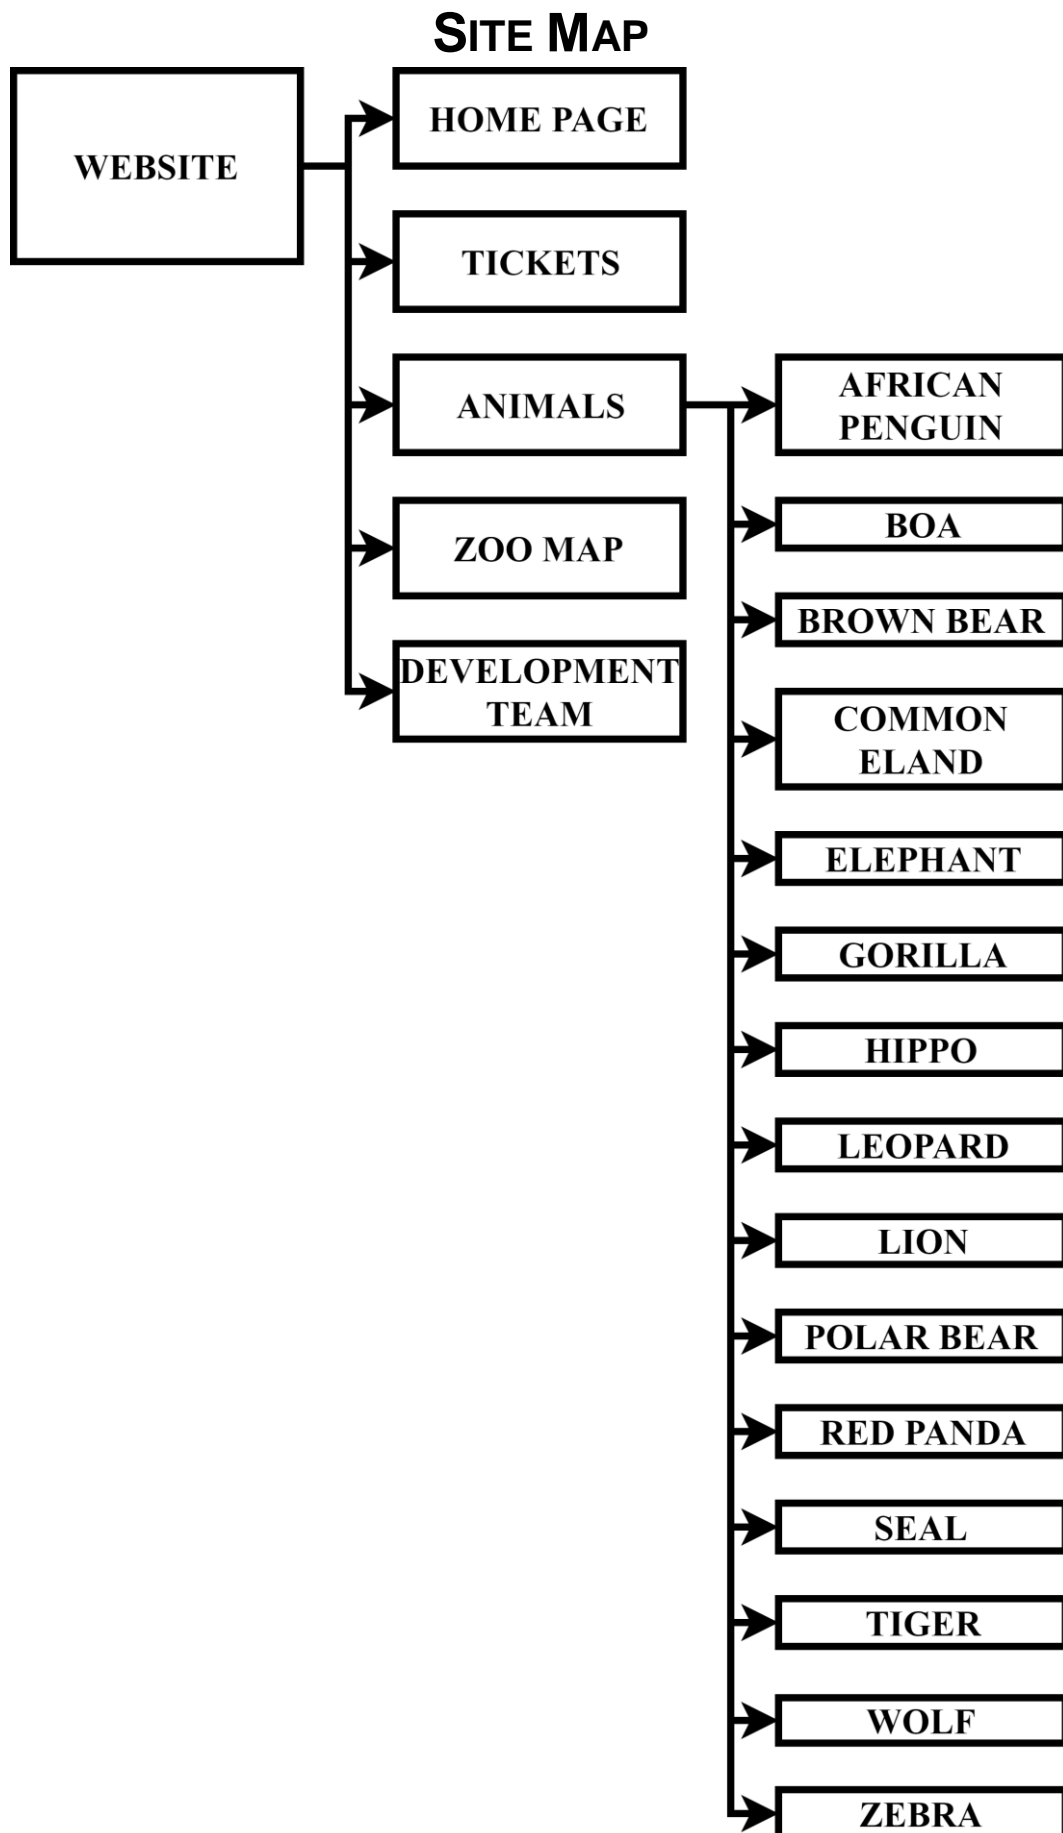 SITE MAP
WEBSITE
HOME PAGE
TICKETS
ANIMALS
ZOO MAP
DEVELOPMENT
TEAM
AFRICAN
PENGUIN
BOA
BROWN BEAR
COMMON
ELAND
ELEPHANT
GORILLA
HIPPO
LEOPARD
LION
POLAR BEAR
RED PANDA
SEAL
TIGER
WOLF
ZEBRA